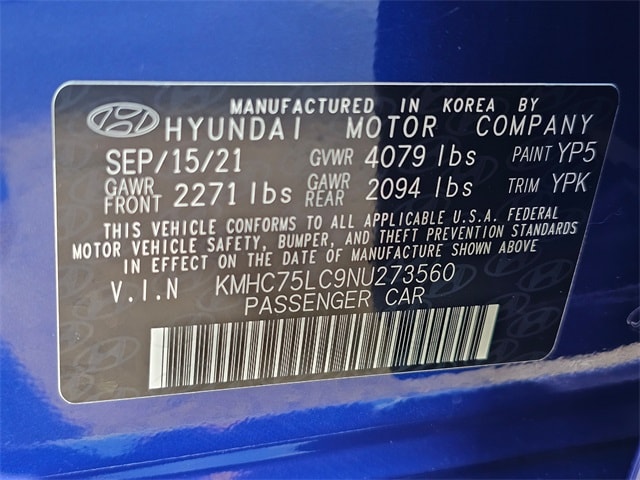 MANUFACTURED IN KOREA BY
HYUNDAI MOTOR COMPANY
SEP/15/21 GVWR 4079 lbs PAINT YP5
GAWR FRONT 2271 lbs GAWR REAR 2094 lbs TRIM YPK
THIS VEHICLE CONFORMS TO ALL APPLICABLE U.S.A. FEDERAL
MOTOR VEHICLE SAFETY, BUMPER, AND THEFT PREVENTION STANDARDS
IN EFFECT ON THE DATE OF MANUFACTURE SHOWN ABOVE
V.I.N KMHC75LC9NU273560
PASSENGER CAR